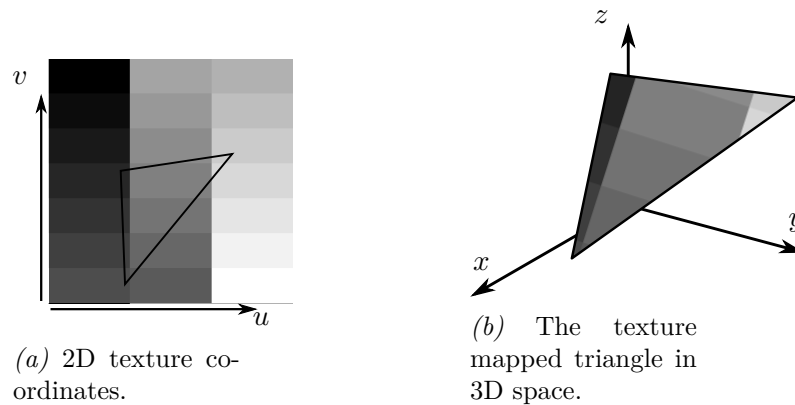 v
u
(a) 2D texture co-
ordinates.
z
y
x
(b) The texture
mapped triangle in
3D space.